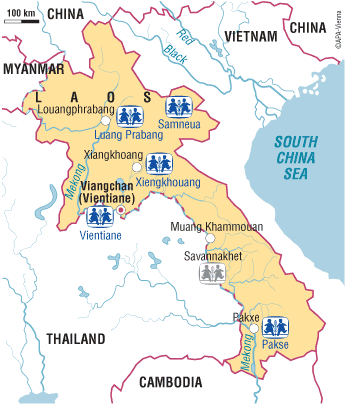 100 km
CHINA
CHINA
©APA-Vienna
VIETNAM
Red
Black
MYANMAR
L A O S
Louangphrabang
Luang Prabang
Samneua
SOUTH
CHINA
SEA
Xiangkhoang
Xiengkhouang
Mekong
Viangchan
(Vientiane)
Vientiane
Muang Khammouan
Savannakhet
Pakxe
Pakse
Mekong
THAILAND
CAMBODIA